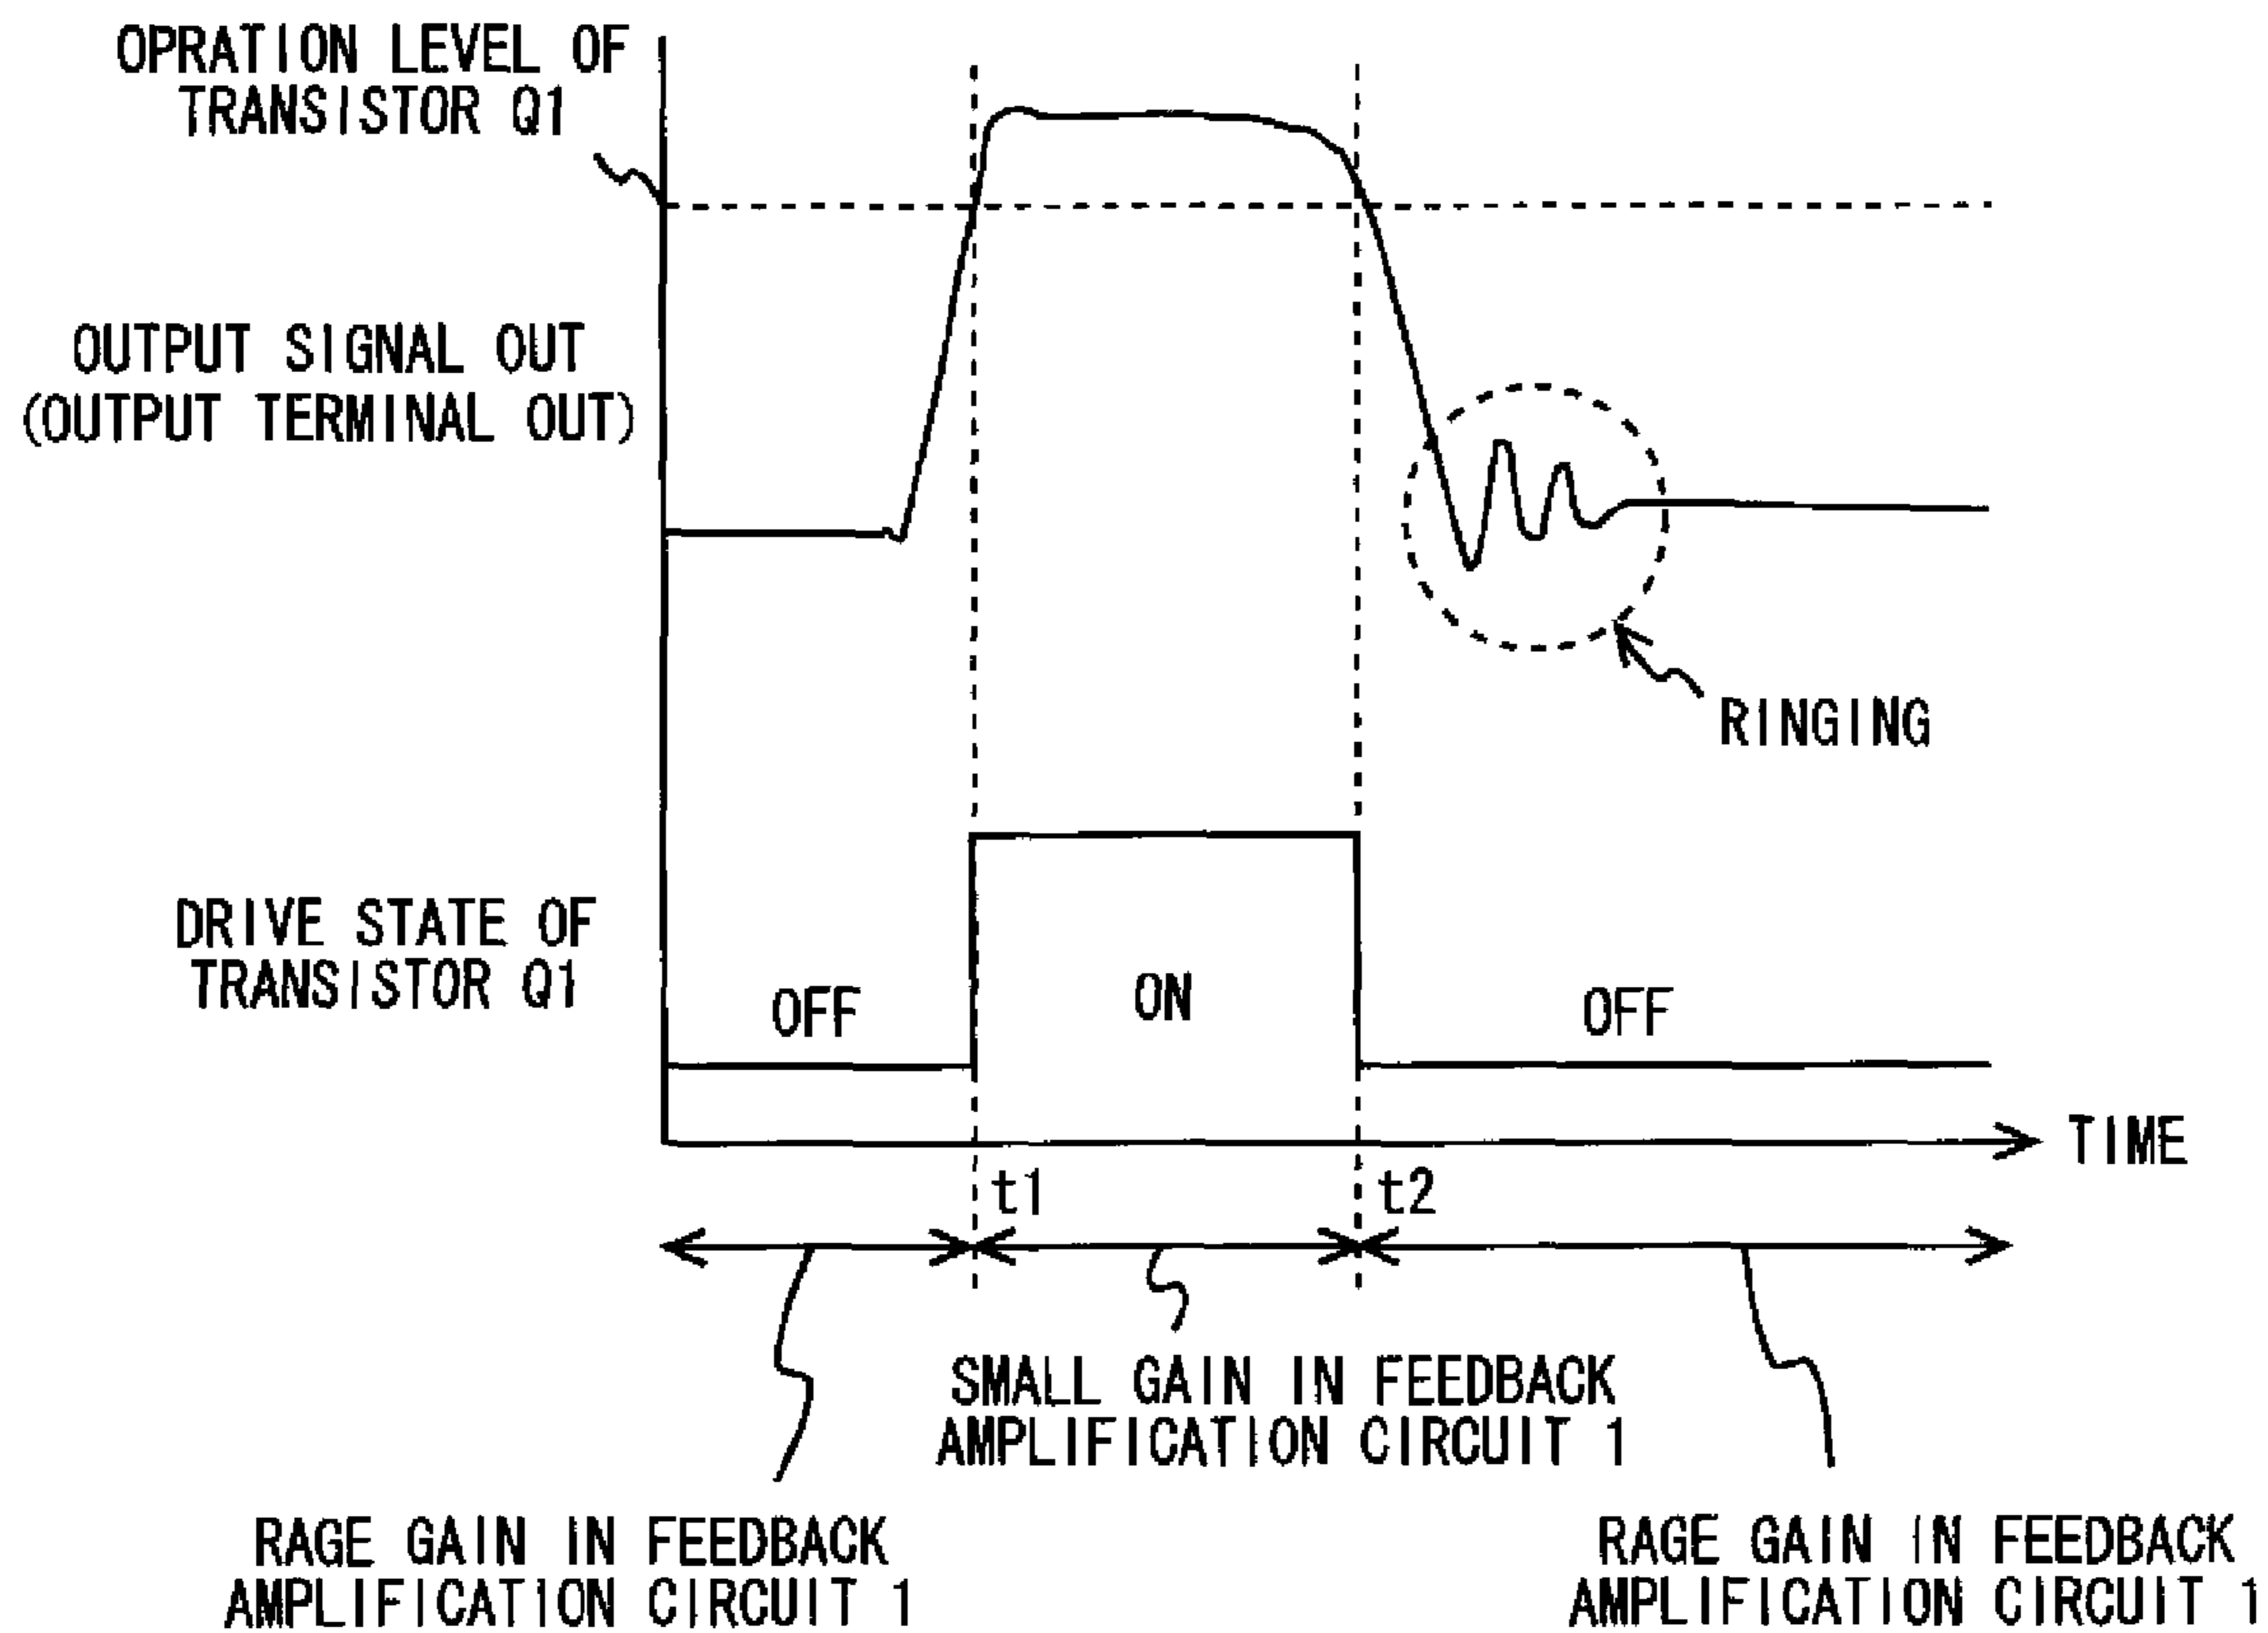 OPRATION LEVEL OF
TRANSISTOR Q1
OUTPUT SIGNAL OUT
(OUTPUT TERMINAL OUT)
RINGING
DRIVE STATE OF
TRANSISTOR Q1
OFF
ON
OFF
TIME
t1
t2
SMALL GAIN IN FEEDBACK
AMPLIFICATION CIRCUIT 1
RAGE GAIN IN FEEDBACK
AMPLIFICATION CIRCUIT 1
RAGE GAIN IN FEEDBACK
AMPLIFICATION CIRCUIT 1